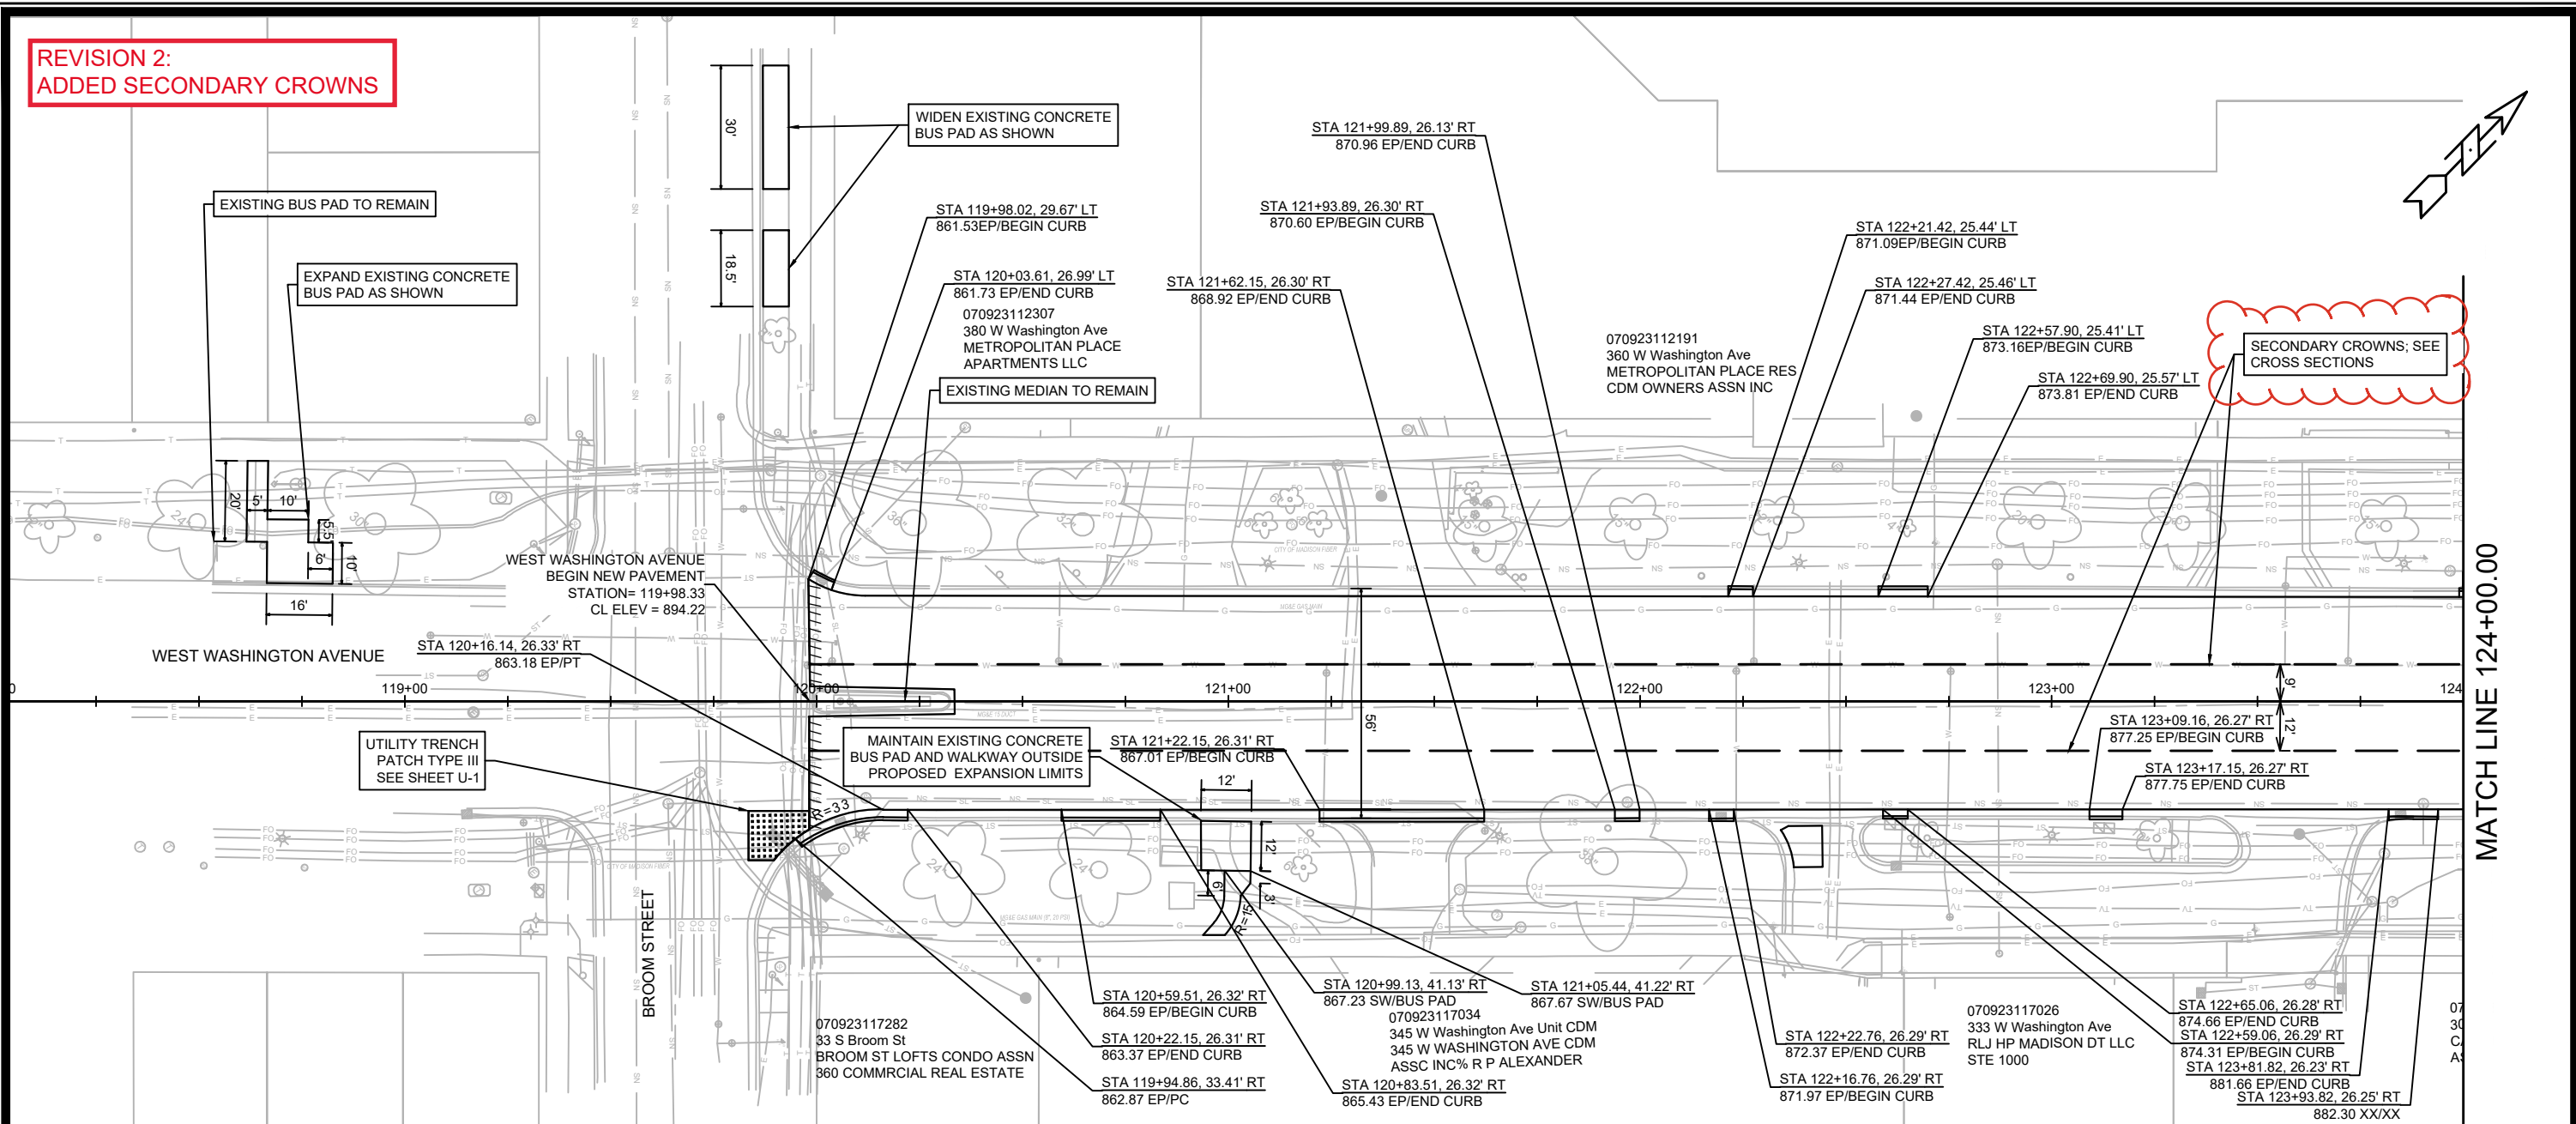 REVISION 2:
ADDED SECONDARY CROWNS
WIDEN EXISTING CONCRETE
BUS PAD AS SHOWN
30'
18.5'
EXISTING BUS PAD TO REMAIN
EXPAND EXISTING CONCRETE
BUS PAD AS SHOWN
STA 119+98.02, 29.67' LT
861.53EP/BEGIN CURB
STA 120+03.61, 26.99' LT
861.73 EP/END CURB
070923112307
380 W Washington Ave
METROPOLITAN PLACE
APARTMENTS LLC
EXISTING MEDIAN TO REMAIN
STA 121+99.89, 26.13' RT
870.96 EP/END CURB
STA 121+93.89, 26.30' RT
870.60 EP/BEGIN CURB
STA 121+62.15, 26.30' RT
868.92 EP/END CURB
070923112191
360 W Washington Ave
METROPOLITAN PLACE RES
CDM OWNERS ASSN INC
STA 122+21.42, 25.44' LT
871.09EP/BEGIN CURB
STA 122+27.42, 25.46' LT
871.44 EP/END CURB
STA 122+57.90, 25.41' LT
873.16EP/BEGIN CURB
STA 122+69.90, 25.57' LT
873.81 EP/END CURB
SECONDARY CROWNS; SEE
CROSS SECTIONS
20'
5'
10'
5.5'
6'
10'
16'
WEST WASHINGTON AVENUE
BEGIN NEW PAVEMENT
STATION= 119+98.33
CL ELEV = 894.22
WEST WASHINGTON AVENUE
STA 120+16.14, 26.33' RT
863.18 EP/PT
0
119+00
120+00
121+00
122+00
123+00
124
9'
12'
56'
MATCH LINE 124+00.00
UTILITY TRENCH
PATCH TYPE III
SEE SHEET U-1
R=33
MAINTAIN EXISTING CONCRETE
BUS PAD AND WALKWAY OUTSIDE
PROPOSED EXPANSION LIMITS
STA 121+22.15, 26.31' RT
867.01 EP/BEGIN CURB
12'
12'
6'
3'
R=15'
STA 123+09.16, 26.27' RT
877.25 EP/BEGIN CURB
STA 123+17.15, 26.27' RT
877.75 EP/END CURB
CITY OF MADISON FIBER
MG&E GAS MAIN
CITY OF MADISON FIBER
BROOM STREET
070923117282
33 S Broom St
BROOM ST LOFTS CONDO ASSN
360 COMMRCIAL REAL ESTATE
STA 120+59.51, 26.32' RT
864.59 EP/BEGIN CURB
STA 120+22.15, 26.31' RT
863.37 EP/END CURB
STA 119+94.86, 33.41' RT
862.87 EP/PC
STA 120+99.13, 41.13' RT
867.23 SW/BUS PAD
070923117034
345 W Washington Ave Unit CDM
345 W WASHINGTON AVE CDM
ASSC INC% R P ALEXANDER
STA 120+83.51, 26.32' RT
865.43 EP/END CURB
STA 121+05.44, 41.22' RT
867.67 SW/BUS PAD
STA 122+22.76, 26.29' RT
872.37 EP/END CURB
STA 122+16.76, 26.29' RT
871.97 EP/BEGIN CURB
070923117026
333 W Washington Ave
RLJ HP MADISON DT LLC
STE 1000
STA 122+65.06, 26.28' RT
874.66 EP/END CURB
STA 122+59.06, 26.29' RT
874.31 EP/BEGIN CURB
STA 123+81.82, 26.23' RT
881.66 EP/END CURB
STA 123+93.82, 26.25' RT
882.30 XX/XX